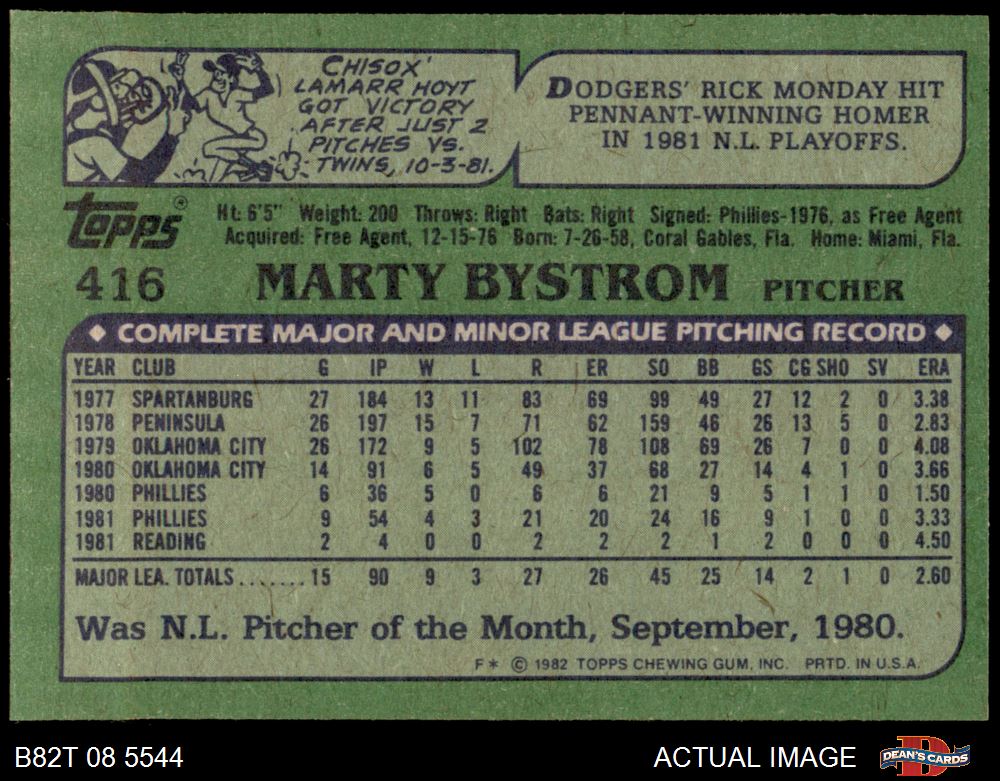 CHISOX'
LAMARR HOYT
GOT VICTORY
AFTER JUST 2
PITCHES VS.
TWINS, 10-3-81.
DODGERS' RICK MONDAY HIT
PENNANT-WINNING HOMER
IN 1981 N.L. PLAYOFFS.
topps®
Ht: 6'5" Weight: 200 Throws: Right Bats: Right Signed: Phillies-1976, as Free Agent
Acquired: Free Agent, 12-15-76 Born: 7-26-58, Coral Gables, Fla. Home: Miami, Fla.
416 MARTY BYSTROM PITCHER
◆ COMPLETE MAJOR AND MINOR LEAGUE PITCHING RECORD ◆
YEAR CLUB G IP W L R ER SO BB GS CG SHO SV ERA
1977 SPARTANBURG 27 184 13 11 83 69 99 49 27 12 2 0 3.38
1978 PENINSULA 26 197 15 7 71 62 159 46 26 13 5 0 2.83
1979 OKLAHOMA CITY 26 172 9 5 102 78 108 69 26 7 0 0 4.08
1980 OKLAHOMA CITY 14 91 6 5 49 37 68 27 14 4 1 0 3.66
1980 PHILLIES 6 36 5 0 6 6 21 9 5 1 1 0 1.50
1981 PHILLIES 9 54 4 3 21 20 24 16 9 1 0 0 3.33
1981 READING 2 4 0 0 2 2 2 1 2 0 0 0 4.50
MAJOR LEA. TOTALS....... 15 90 9 3 27 26 45 25 14 2 1 0 2.60
Was N.L. Pitcher of the Month, September, 1980.
F* © 1982 TOPPS CHEWING GUM, INC. PRTD. IN U.S.A.
B82T 08 5544
ACTUAL IMAGE
DEAN'S CARDS